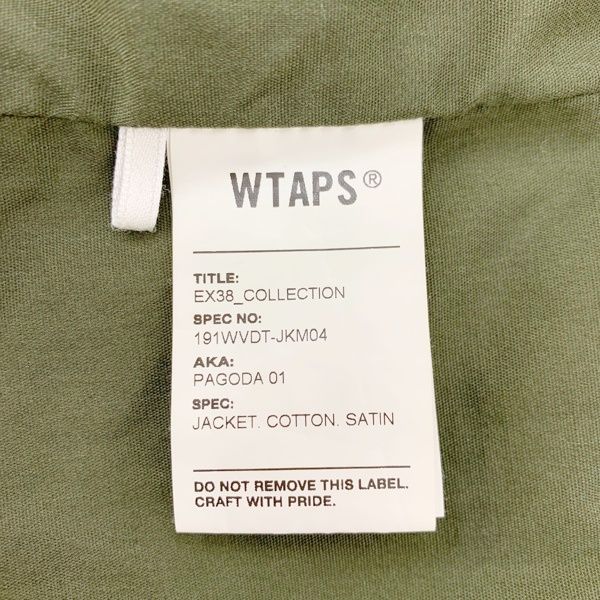 WTAPS®
TITLE:
EX38_COLLECTION
SPEC NO:
191WVDT-JKM04
AKA:
PAGODA 01
SPEC:
JACKET. COTTON. SATIN
DO NOT REMOVE THIS LABEL.
CRAFT WITH PRIDE.